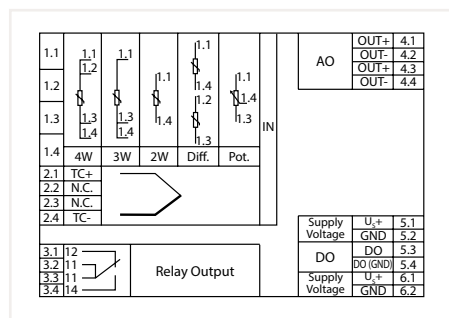 1.1 1.1 1.1 1.1 OUT+ 4.1
1.2 1.2 1.1 1.1 AO OUT- 4.2
OUT+ 4.3
1.2 1.4 1.4 OUT- 4.4
1.2
1.3 1.3 1.3 1.4 1.3 IN
1.4 1.4 1.3
1.4 4W 3W 2W Diff. Pot.
2.1 TC+
2.2 N.C.
2.3 N.C.
2.4 TC-
Supply Voltage Us+ 5.1
GND 5.2
3.1 12 DO DO 5.3
3.2 11 Relay Output DO (GND) 5.4
3.3 11 Supply Voltage Us+ 6.1
3.4 14 GND 6.2